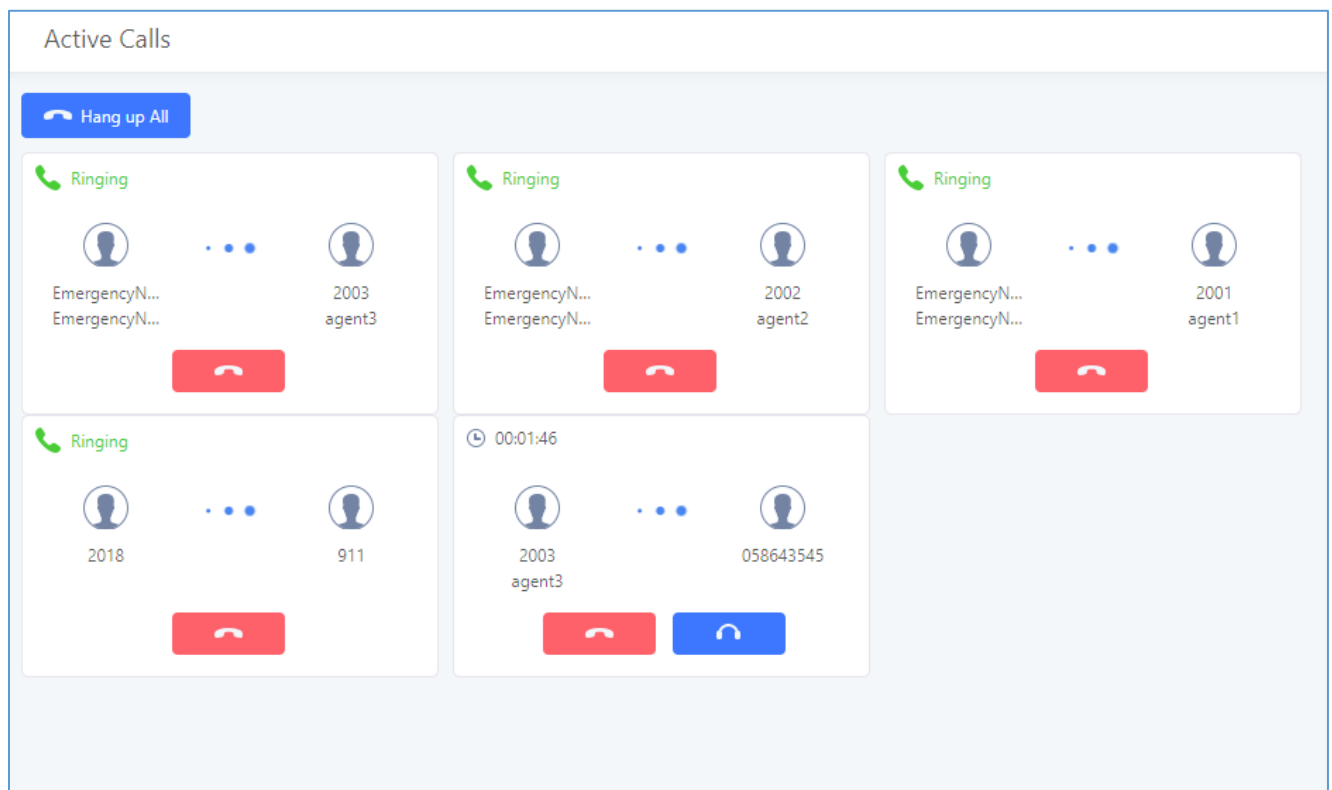 Active Calls
Hang up All
Ringing
EmergencyN... 2003
EmergencyN... agent3
Ringing
EmergencyN... 2002
EmergencyN... agent2
Ringing
EmergencyN... 2001
EmergencyN... agent1
Ringing
2018 911
00:01:46
2003 058643545
agent3